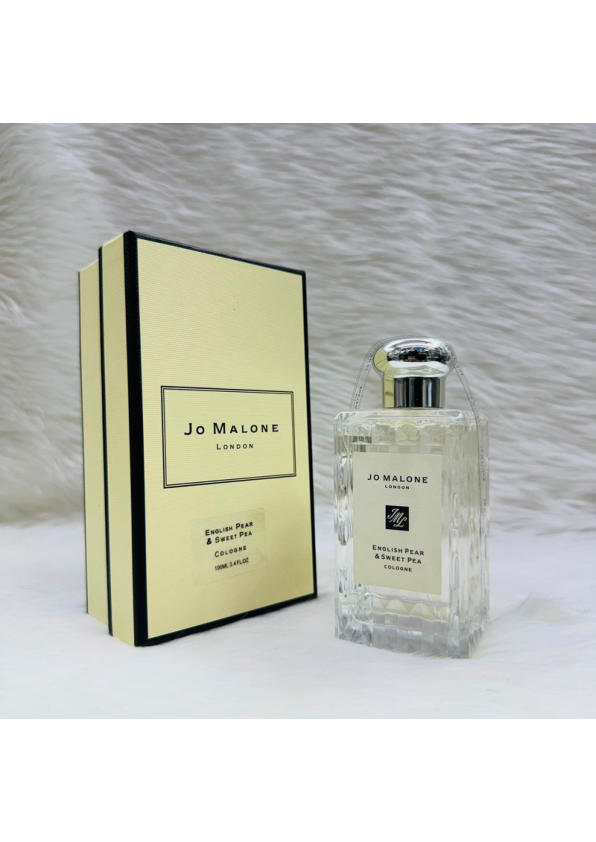 JO MALONE
LONDON
ENGLISH PEAR
& SWEET PEA
COLOGNE
100ML 3.4 FL.OZ
JO MALONE
LONDON
JML
ENGLISH PEAR
& SWEET PEA
COLOGNE